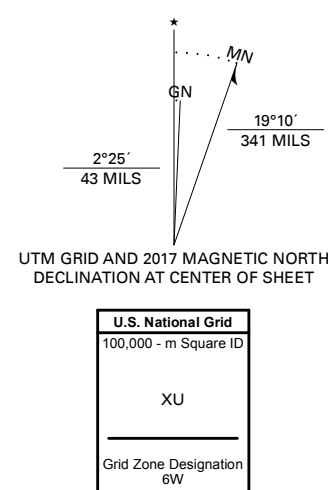 ★
MN
GN
19°10´
341 MILS
2°25´
43 MILS
UTM GRID AND 2017 MAGNETIC NORTH
DECLINATION AT CENTER OF SHEET
U.S. National Grid
100,000 - m Square ID
XU
Grid Zone Designation
6W